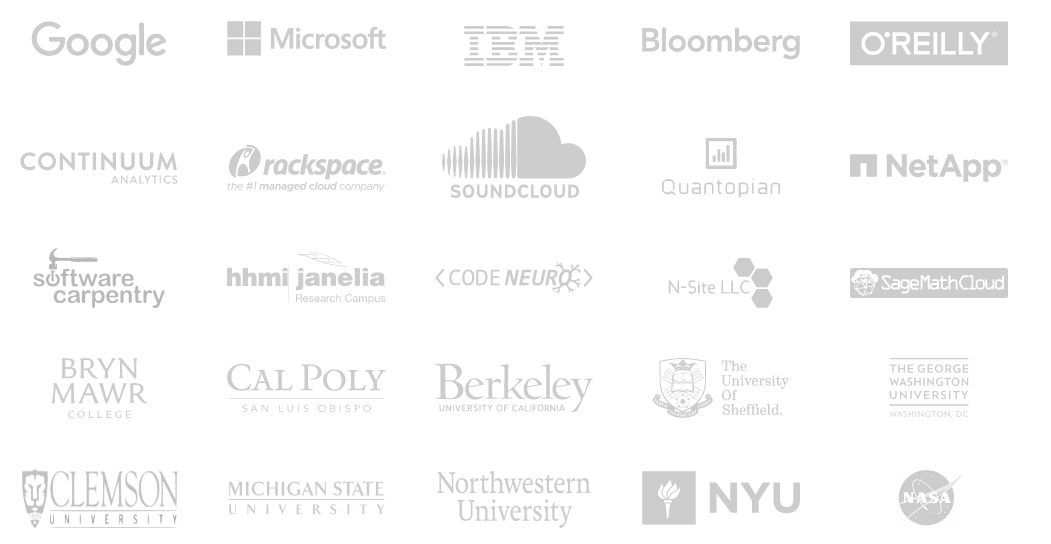 Google
Microsoft
IBM
Bloomberg
O'REILLY®
CONTINUUM
ANALYTICS
rackspace®
the #1 managed cloud company
SOUNDCLOUD
Quantopian
NetApp®
software
carpentry
hhmi janelia
Research Campus
<CODE NEURO>
N-Site LLC
SageMathCloud
BRYN
MAWR
COLLEGE
CAL POLY
SAN LUIS OBISPO
Berkeley
UNIVERSITY OF CALIFORNIA
The
University
Of
Sheffield.
THE GEORGE
WASHINGTON
UNIVERSITY
WASHINGTON, DC
CLEMSON
UNIVERSITY
MICHIGAN STATE
UNIVERSITY
Northwestern
University
NYU
NASA